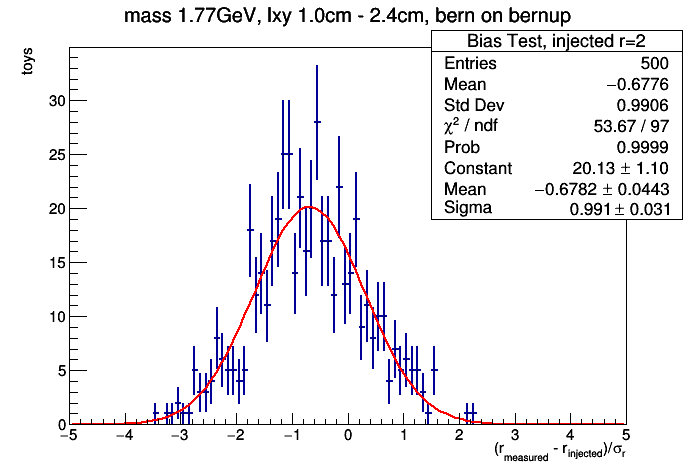 mass 1.77GeV, lxy 1.0cm - 2.4cm, bern on bernup
toys
Bias Test, injected r=2
Entries 500
Mean −0.6776
Std Dev 0.9906
χ² / ndf 53.67 / 97
Prob 0.9999
Constant 20.13 ± 1.10
Mean −0.6782 ± 0.0443
Sigma 0.991 ± 0.031
30
25
20
15
10
5
0
−5 −4 −3 −2 −1 0 1 2 3 4 5
(r_measured - r_injected)/σ_r